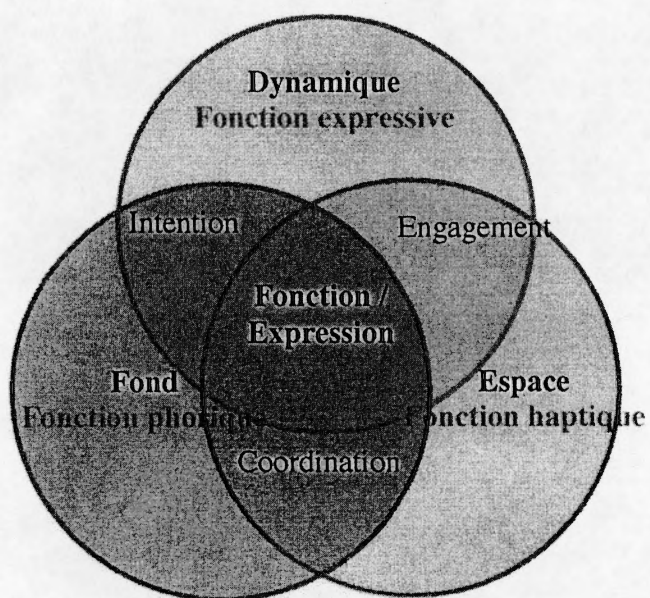 Dynamique
Fonction expressive
Intention
Engagement
Fonction /
Expression
Fond
Espace
Fonction phorique
Fonction haptique
Coordination